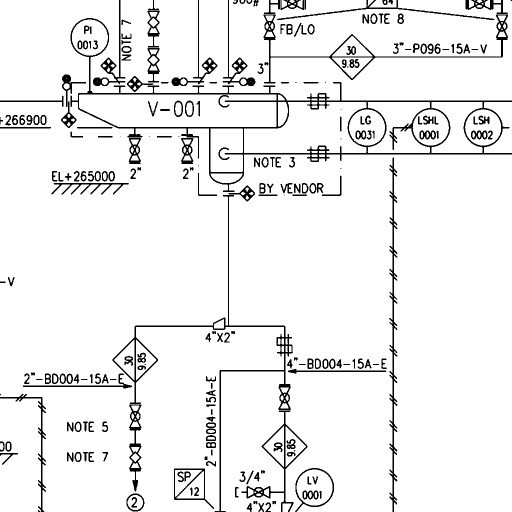 900#
64
NOTE 8
FB/LO
PI
0013
NOTE 7
30
9.85
3"-P096-15A-V
3"
V-001
+266900
LG
0031
LSHL
0001
LSH
0002
2"
2"
NOTE 3
EL+265000
BY VENDOR
-V
4"X2"
30
9.85
2"-BD004-15A-E
4"-BD004-15A-E
2"-BD004-15A-E
NOTE 5
30
9.85
NOTE 7
00
SP
12
3/4"
LV
0001
2
4"X2"